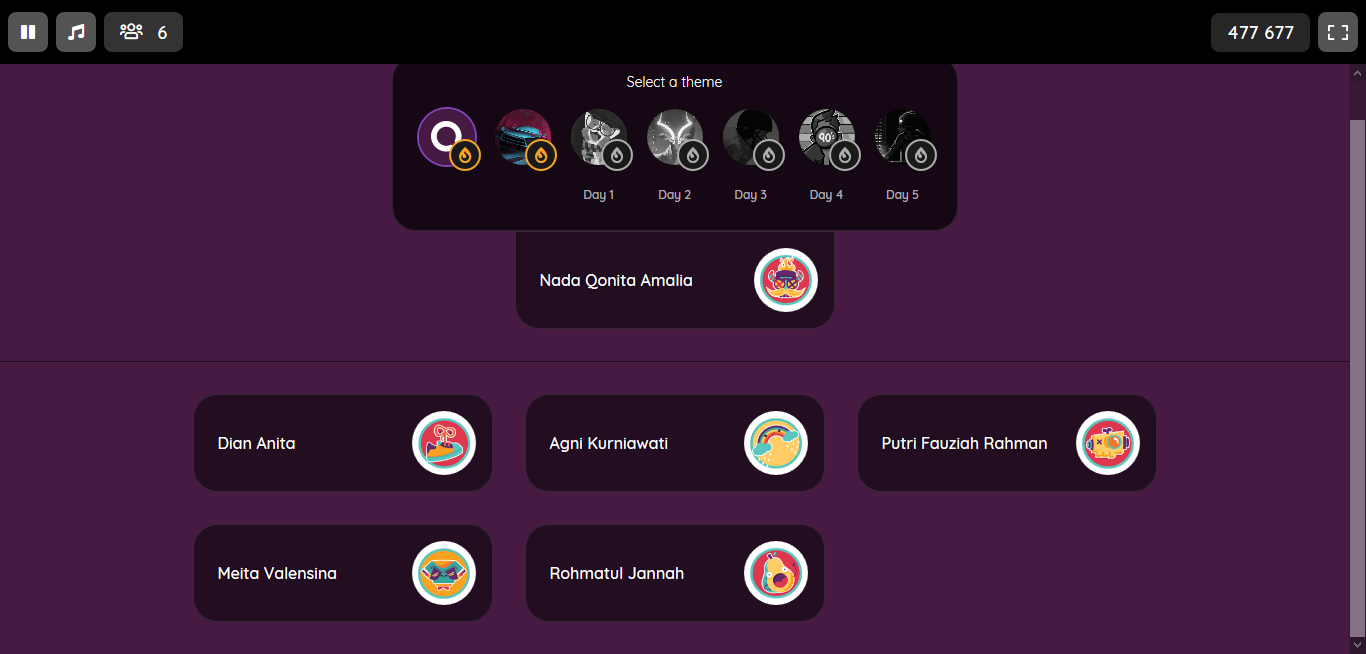 6
477 677
Select a theme
90's
Day 1
Day 2
Day 3
Day 4
Day 5
Nada Qonita Amalia
Dian Anita
Agni Kurniawati
Putri Fauziah Rahman
Meita Valensina
Rohmatul Jannah